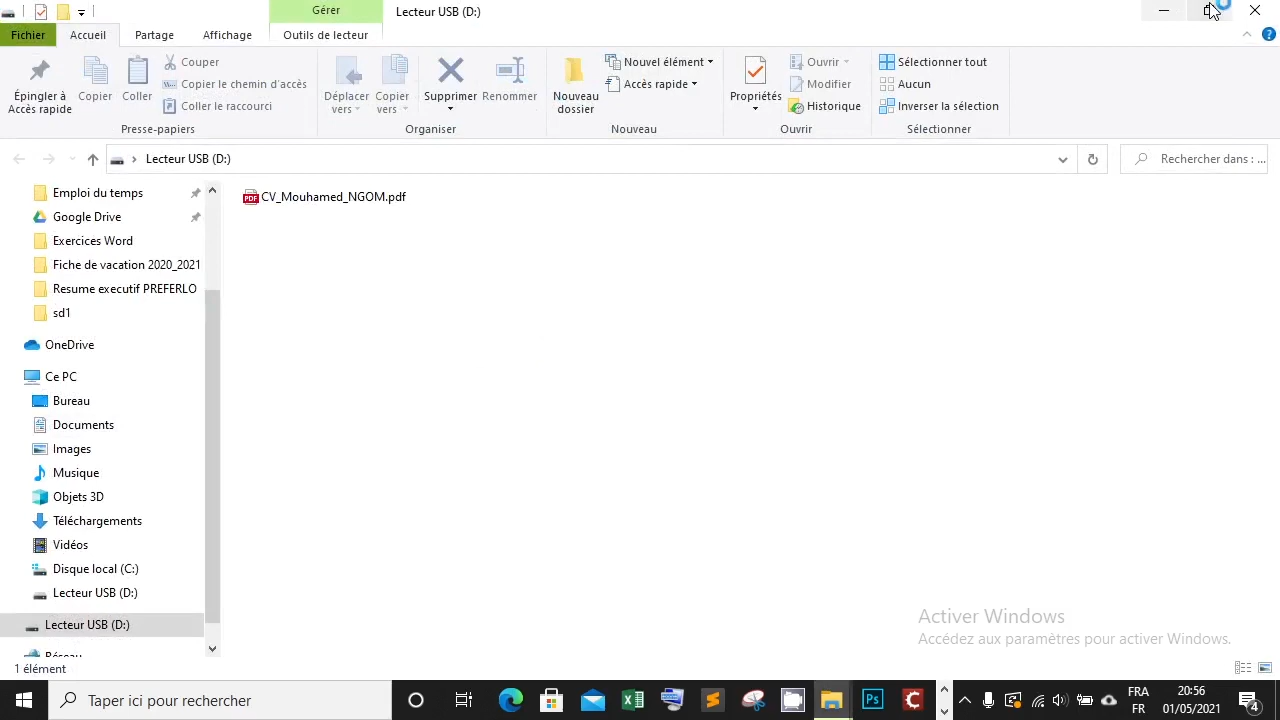 Gérer
Lecteur USB (D:)
Fichier
Accueil
Partage
Affichage
Outils de lecteur
Épingler à
Accès rapide
Copier
Coller
Couper
Copier le chemin d'accès
Coller le raccourci
Presse-papiers
Déplacer
vers
Copier
vers
Supprimer
Renommer
Organiser
Nouveau
dossier
Nouvel élément
Accès rapide
Nouveau
Propriétés
Ouvrir
Modifier
Historique
Ouvrir
Sélectionner tout
Aucun
Inverser la sélection
Sélectionner
Lecteur USB (D:)
Rechercher dans : ...
Emploi du temps
Google Drive
Exercices Word
Fiche de vacation 2020_2021
Resume executif PREFERLO
sd1
OneDrive
Ce PC
Bureau
Documents
Images
Musique
Objets 3D
Téléchargements
Vidéos
Disque local (C:)
Lecteur USB (D:)
Lecteur USB (D:)
Réseau
PDF
CV_Mouhamed_NGOM.pdf
Activer Windows
Accédez aux paramètres pour activer Windows.
1 élément
Taper ici pour rechercher
Ps
FRA
FR
20:56
01/05/2021
4